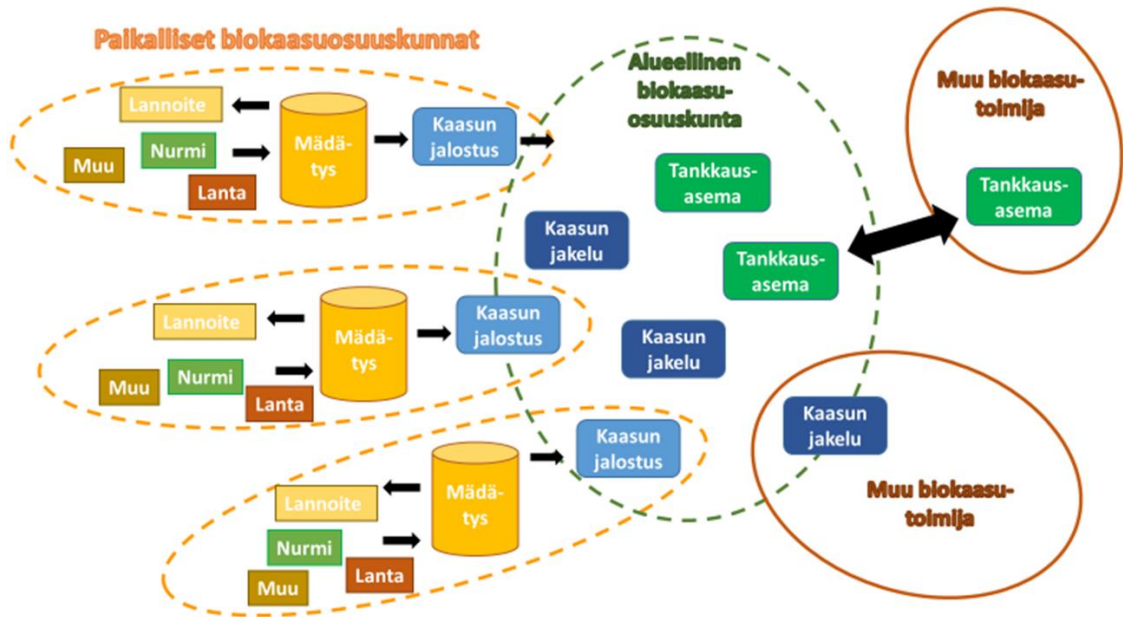 Paikalliset biokaasuosuuskunnat
Lannoite
Muu
Nurmi
Lanta
Mädä-
tys
Kaasun
jalostus
Alueellinen
biokaasu-
osuuskunta
Tankkaus-
asema
Kaasun
jakelu
Tankkaus-
asema
Kaasun
jakelu
Muu biokaasu-
toimija
Tankkaus-
asema
Lannoite
Muu
Nurmi
Lanta
Mädä-
tys
Kaasun
jalostus
Lannoite
Nurmi
Muu
Lanta
Mädä-
tys
Kaasun
jalostus
Kaasun
jakelu
Muu biokaasu-
toimija